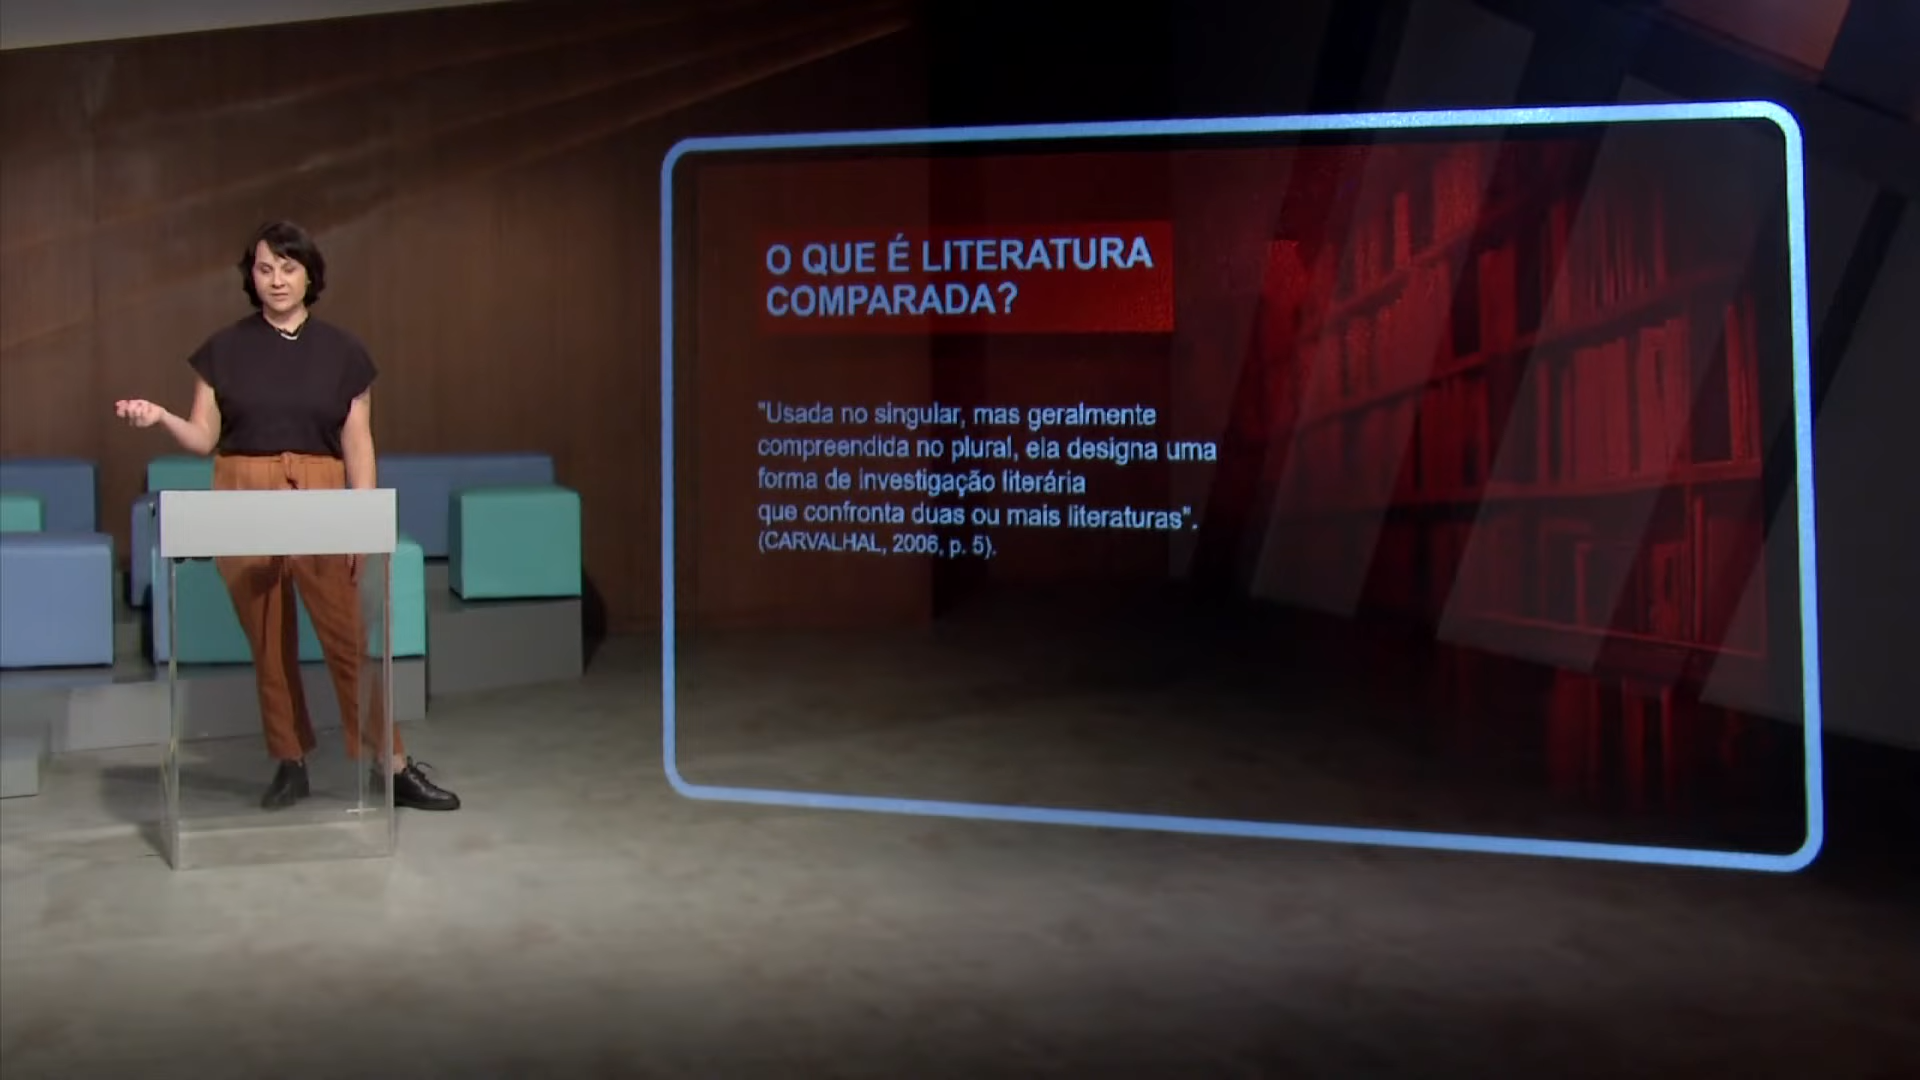 O QUE É LITERATURA
COMPARADA?
"Usada no singular, mas geralmente
compreendida no plural, ela designa uma
forma de investigação literária
que confronta duas ou mais literaturas".
(CARVALHAL, 2006, p. 5).